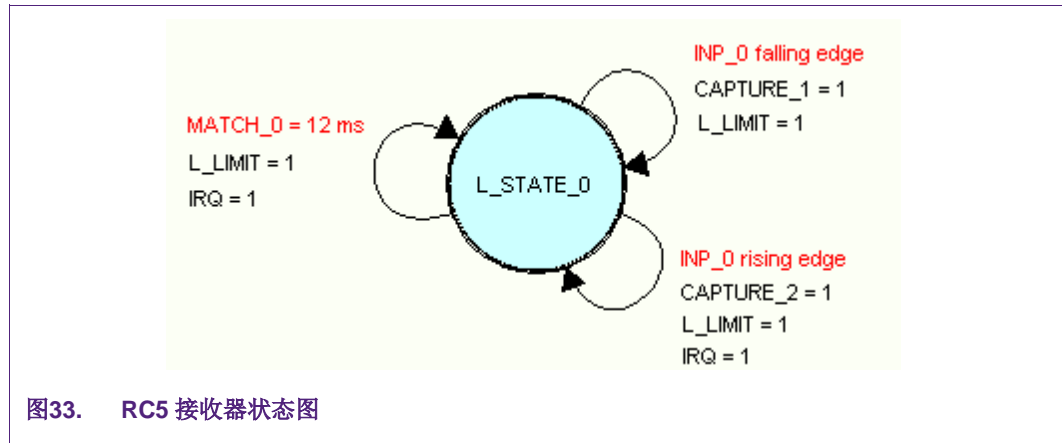 INP_0 falling edge
CAPTURE_1 = 1
L_LIMIT = 1
MATCH_0 = 12 ms
L_LIMIT = 1
IRQ = 1
L_STATE_0
INP_0 rising edge
CAPTURE_2 = 1
L_LIMIT = 1
IRQ = 1
图33. RC5 接收器状态图